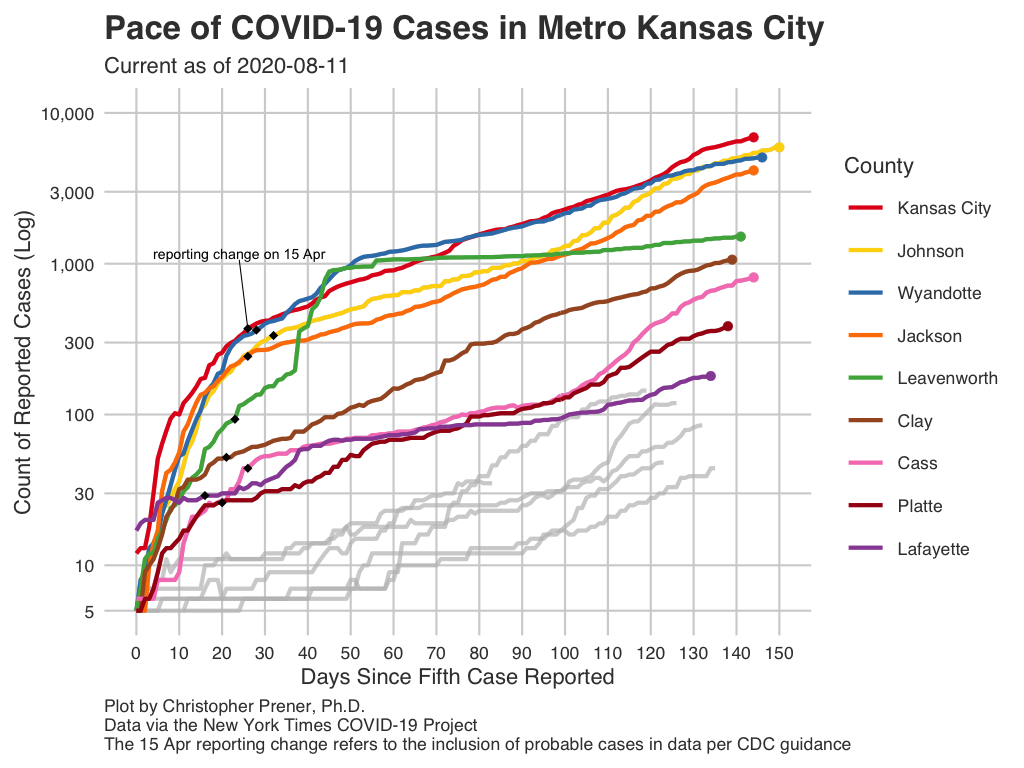 Pace of COVID-19 Cases in Metro Kansas City
Current as of 2020-08-11
Count of Reported Cases (Log)
10,000
3,000
1,000
300
100
30
10
5
reporting change on 15 Apr
0 10 20 30 40 50 60 70 80 90 100 110 120 130 140 150
Days Since Fifth Case Reported
County
Kansas City
Johnson
Wyandotte
Jackson
Leavenworth
Clay
Cass
Platte
Lafayette
Plot by Christopher Prener, Ph.D.
Data via the New York Times COVID-19 Project
The 15 Apr reporting change refers to the inclusion of probable cases in data per CDC guidance